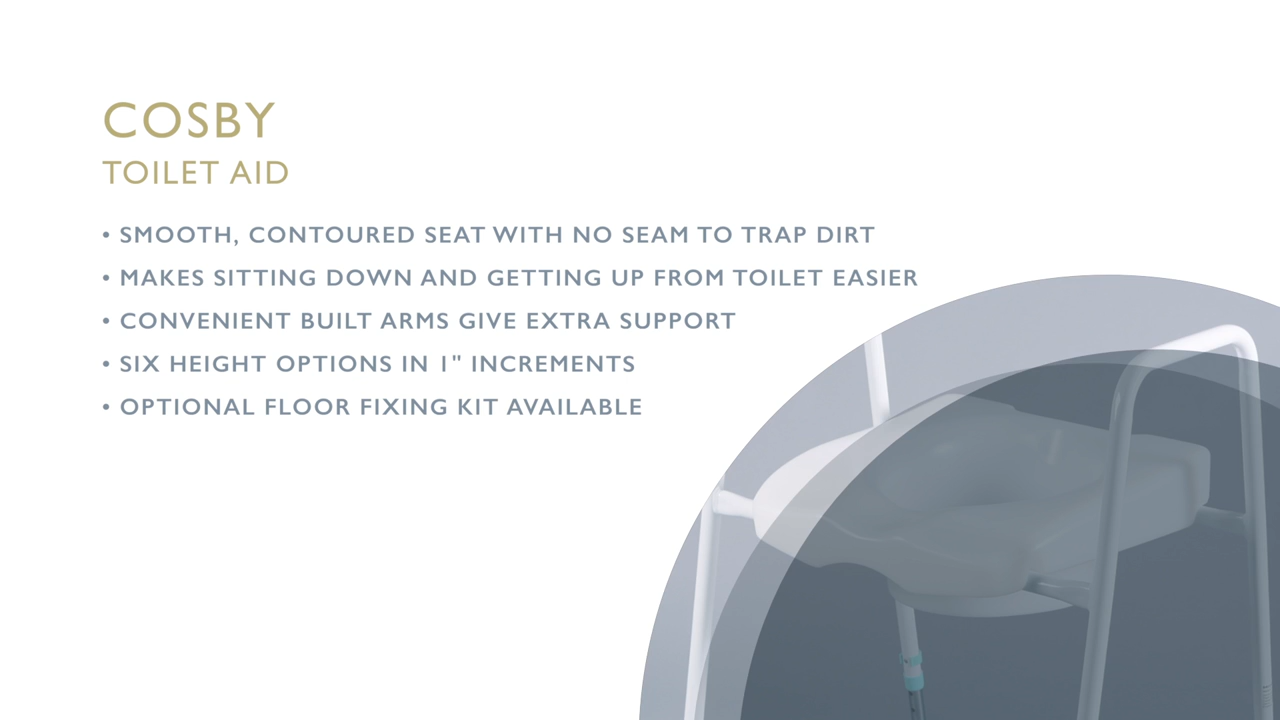 COSBY
TOILET AID
• SMOOTH, CONTOURED SEAT WITH NO SEAM TO TRAP DIRT
• MAKES SITTING DOWN AND GETTING UP FROM TOILET EASIER
• CONVENIENT BUILT ARMS GIVE EXTRA SUPPORT
• SIX HEIGHT OPTIONS IN 1" INCREMENTS
• OPTIONAL FLOOR FIXING KIT AVAILABLE